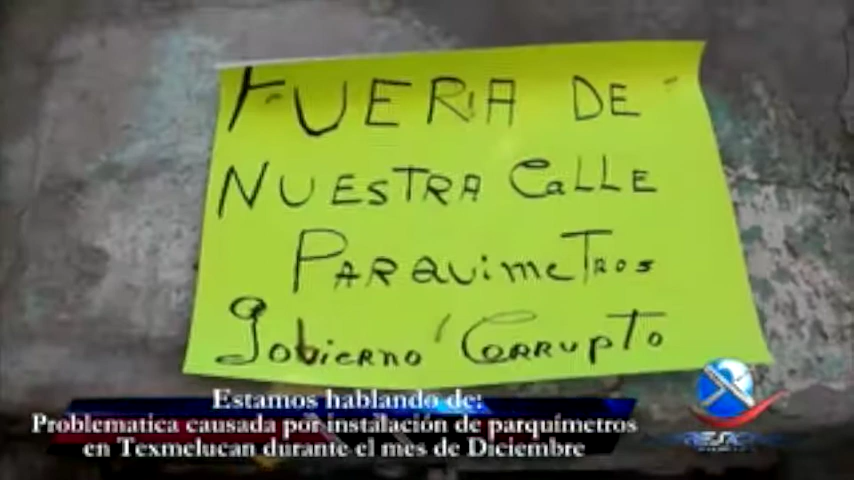 FUERA DE
NUESTRA CaLLE
PARQUimeTros
gobierno CORRUPTO
Estamos hablando de:
Problematica causada por instalación de parquímetros
en Texmelucan durante el mes de Diciembre